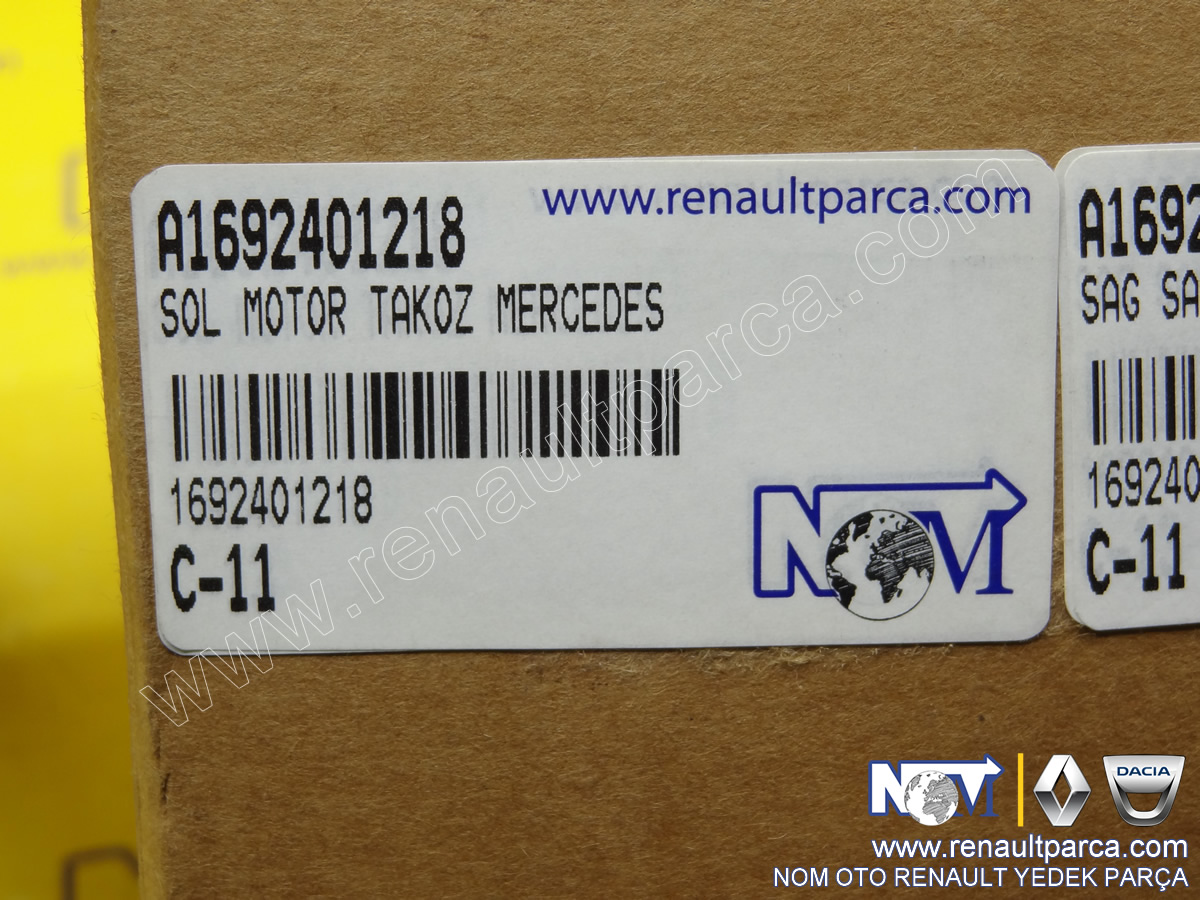 www.renaultparca.com
A1692401218
SOL MOTOR TAKOZ MERCEDES
1692401218
C-11
NOM
A1692
SAG SA
169240
C-11
www.renaultparca.com
NOM
DACIA
www.renaultparca.com
NOM OTO RENAULT YEDEK PARÇA